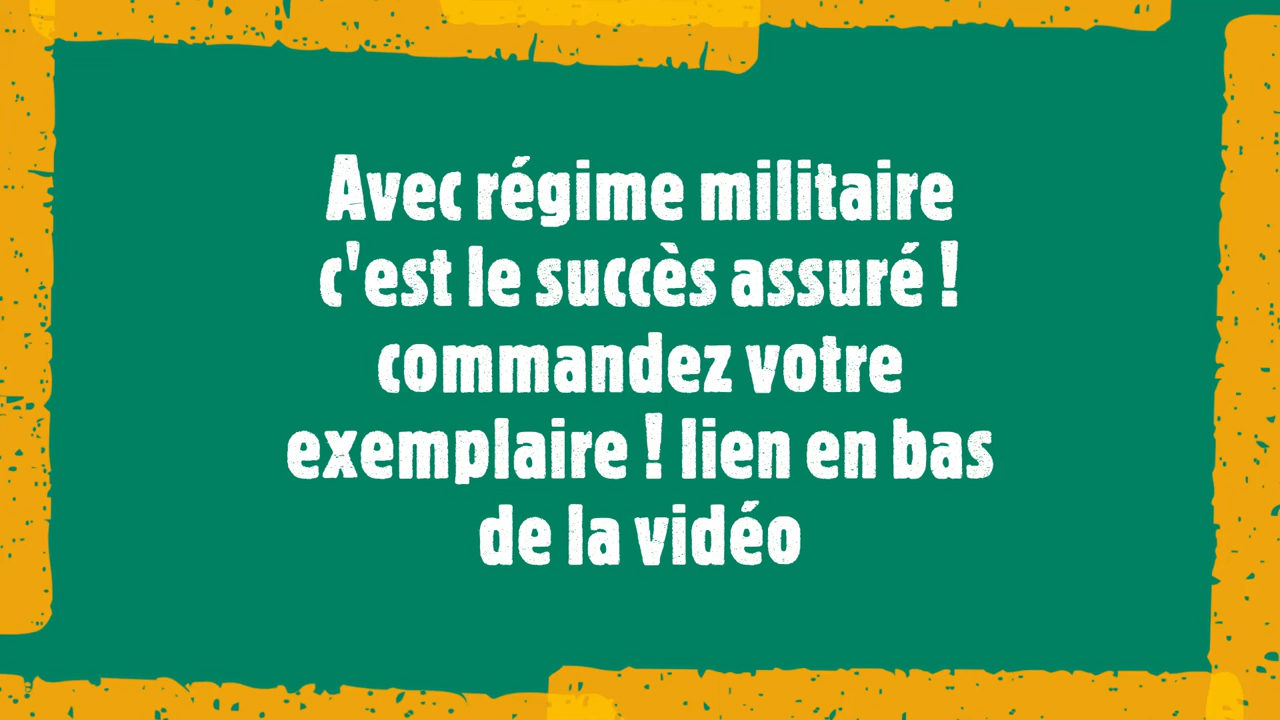 Avec régime militaire
c'est le succès assuré !
commandez votre
exemplaire ! lien en bas
de la vidéo